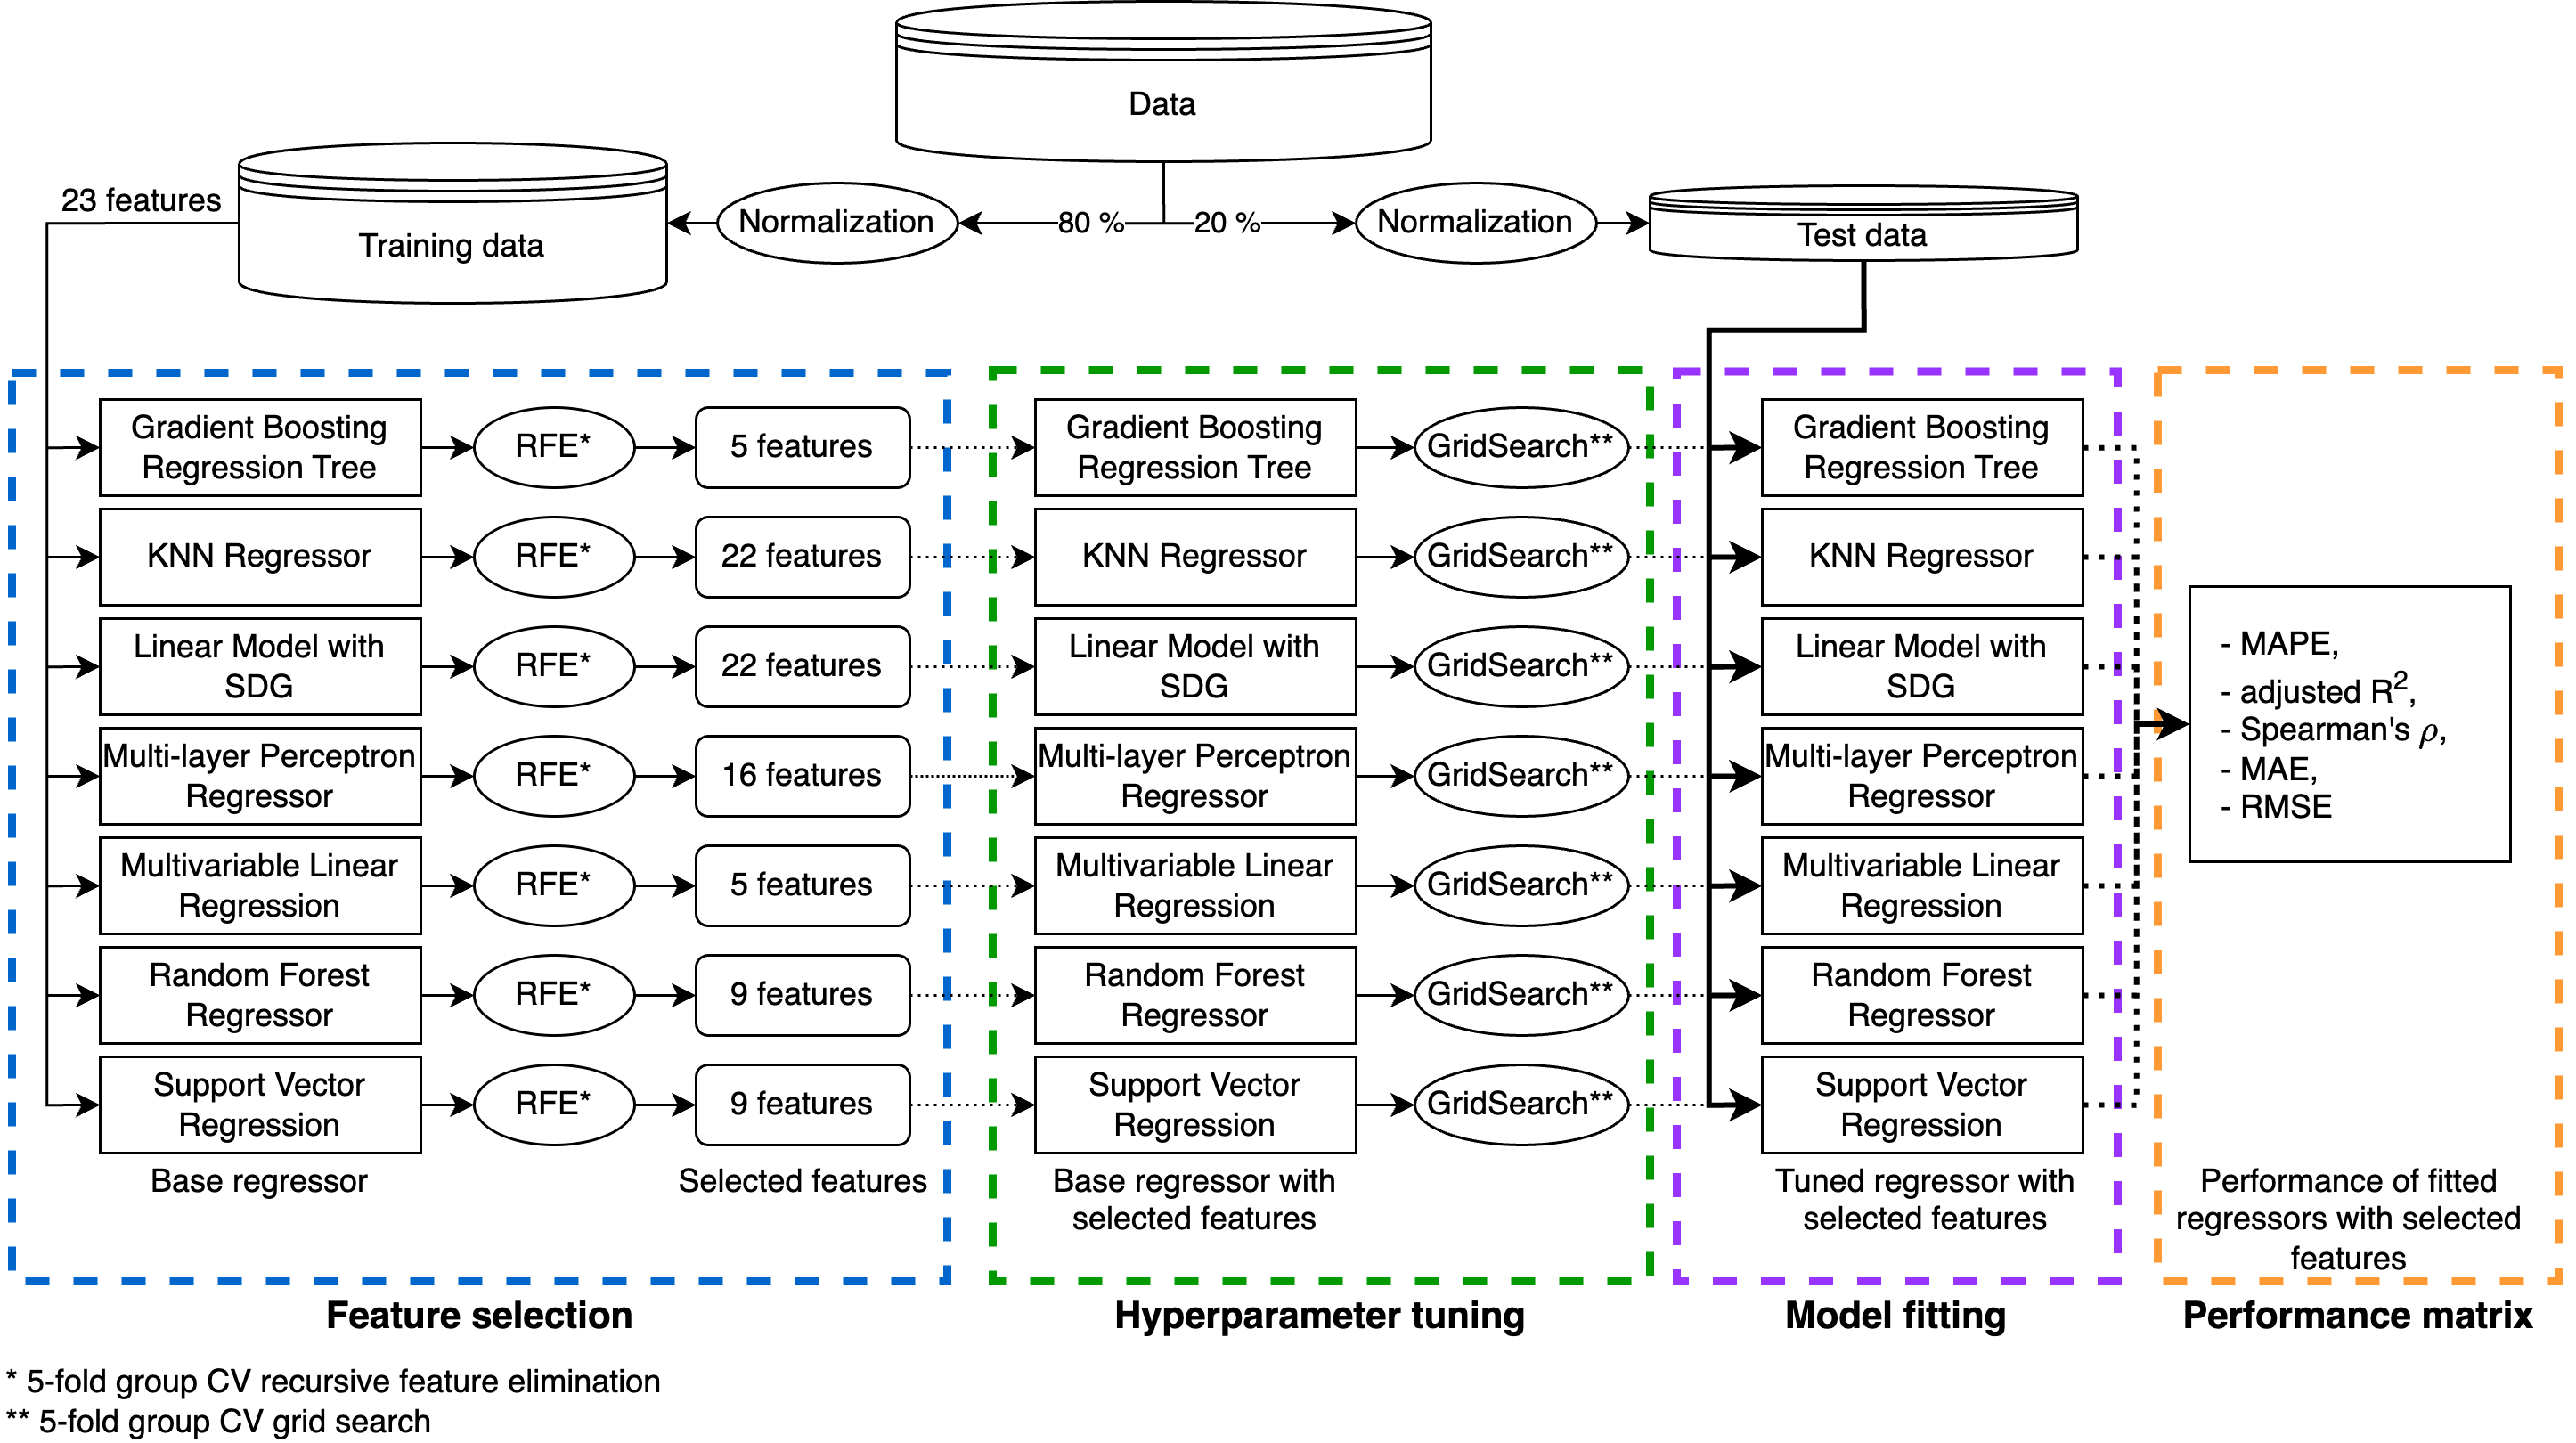 Data
23 features
Training data
Normalization
80 %
20 %
Normalization
Test data
Gradient Boosting
Regression Tree
RFE*
5 features
Gradient Boosting
Regression Tree
GridSearch**
Gradient Boosting
Regression Tree
KNN Regressor
RFE*
22 features
KNN Regressor
GridSearch**
KNN Regressor
Linear Model with
SDG
RFE*
22 features
Linear Model with
SDG
GridSearch**
Linear Model with
SDG
Multi-layer Perceptron
Regressor
RFE*
16 features
Multi-layer Perceptron
Regressor
GridSearch**
Multi-layer Perceptron
Regressor
Multivariable Linear
Regression
RFE*
5 features
Multivariable Linear
Regression
GridSearch**
Multivariable Linear
Regression
Random Forest
Regressor
RFE*
9 features
Random Forest
Regressor
GridSearch**
Random Forest
Regressor
Support Vector
Regression
RFE*
9 features
Support Vector
Regression
GridSearch**
Support Vector
Regression
- MAPE,
- adjusted R²,
- Spearman's ρ,
- MAE,
- RMSE
Base regressor
Selected features
Base regressor with
selected features
Tuned regressor with
selected features
Performance of fitted
regressors with selected
features
Feature selection
Hyperparameter tuning
Model fitting
Performance matrix
* 5-fold group CV recursive feature elimination
** 5-fold group CV grid search